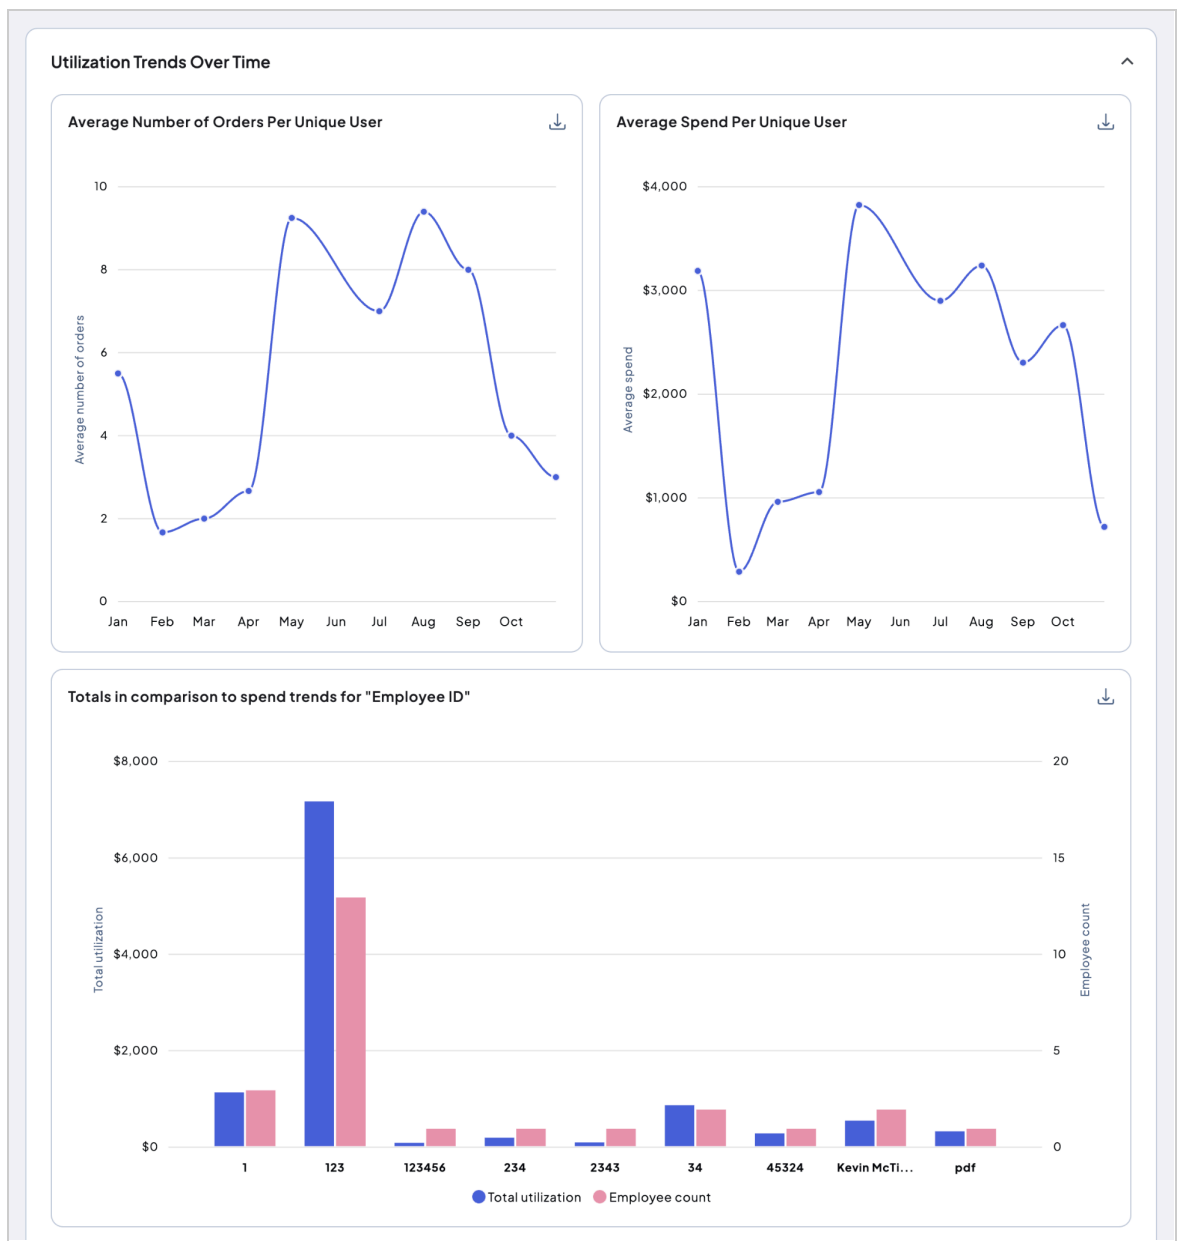 Utilization Trends Over Time
Average Number of Orders Per Unique User
10
8
6
4
2
0
Average number of orders
Jan Feb Mar Apr May Jun Jul Aug Sep Oct
Average Spend Per Unique User
$4,000
$3,000
$2,000
$1,000
$0
Average spend
Jan Feb Mar Apr May Jun Jul Aug Sep Oct
Totals in comparison to spend trends for "Employee ID"
$8,000
$6,000
$4,000
$2,000
$0
Total utilization
20
15
10
5
0
Employee count
1 123 123456 234 2343 34 45324 Kevin McTi... pdf
Total utilization Employee count